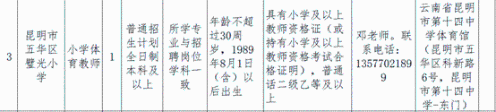 3
昆明市
五华区
璧光小
学
小学体
育教师
1
普通招
生计划
全日制
本科及
以上
所学专
业与招
聘岗位
学科一
致
年龄不超
过30周
岁，1989
年8月1日
（含）以
后出生
具有小学及以上
教师资格证（或
持有小学及以上
教师资格考试合
格证明），普通
话二级乙等及以
上
邓老师。联
系电话：
1357702189
9
云南省昆明
市第十四中
学体育馆
（昆明市五
华区科新路
6号，昆明
市第十四中
学-东门）